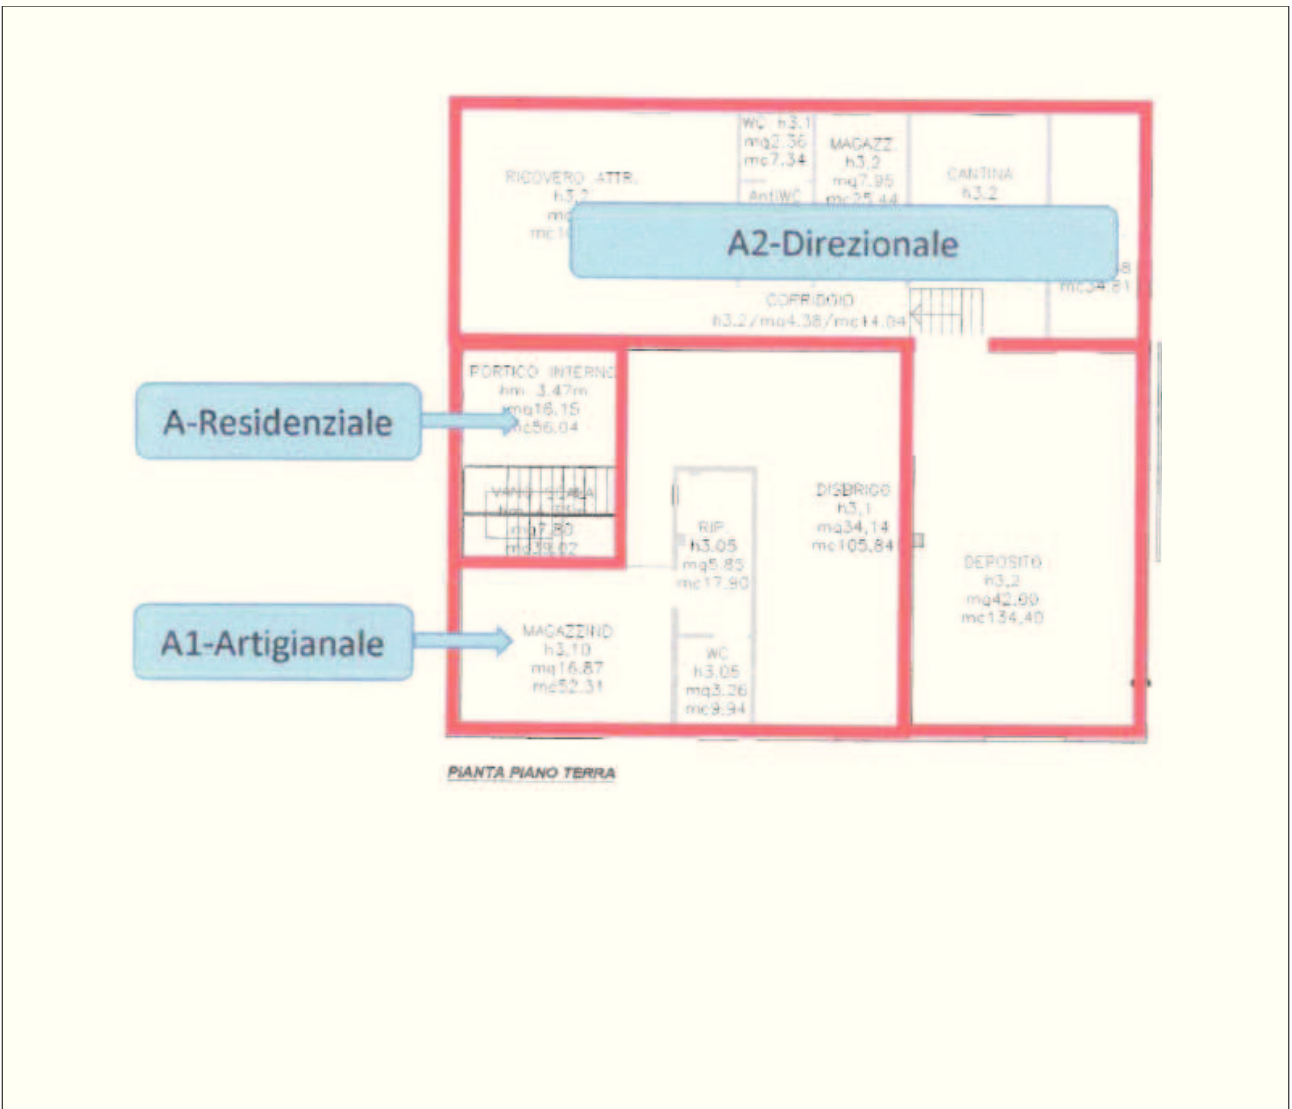 WC h3.1
mq2.36
mc7.34
AntiWC
MAGAZZ.
h3,2
mq7.95
mc25.44
CANTINA
h3.2
RICOVERO ATTR.
h3,2
A2-Direzionale
mc34.81
CORRIDOIO
h3.2/mq4.38/mc14.04
PORTICO INTERNO
hm 3.47m
mq16.15
mc56.04
A-Residenziale
VANO SCALA
mq7.80
mc39.02
DISBRIGO
h3,1
mq34,14
mc105,84
RIP.
h3.05
mq5.85
mc17.90
DEPOSITO
h3,2
mq42.00
mc134,40
A1-Artigianale
MAGAZZINO
h3,10
mq16.87
mc52.31
WC
h3,05
mq3.26
mc9.94
PIANTA PIANO TERRA